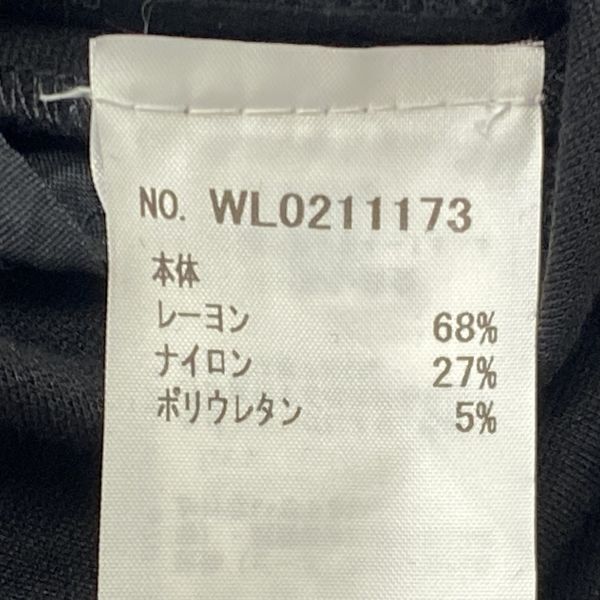 NO. WL0211173
本体
レーヨン 68%
ナイロン 27%
ポリウレタン 5%